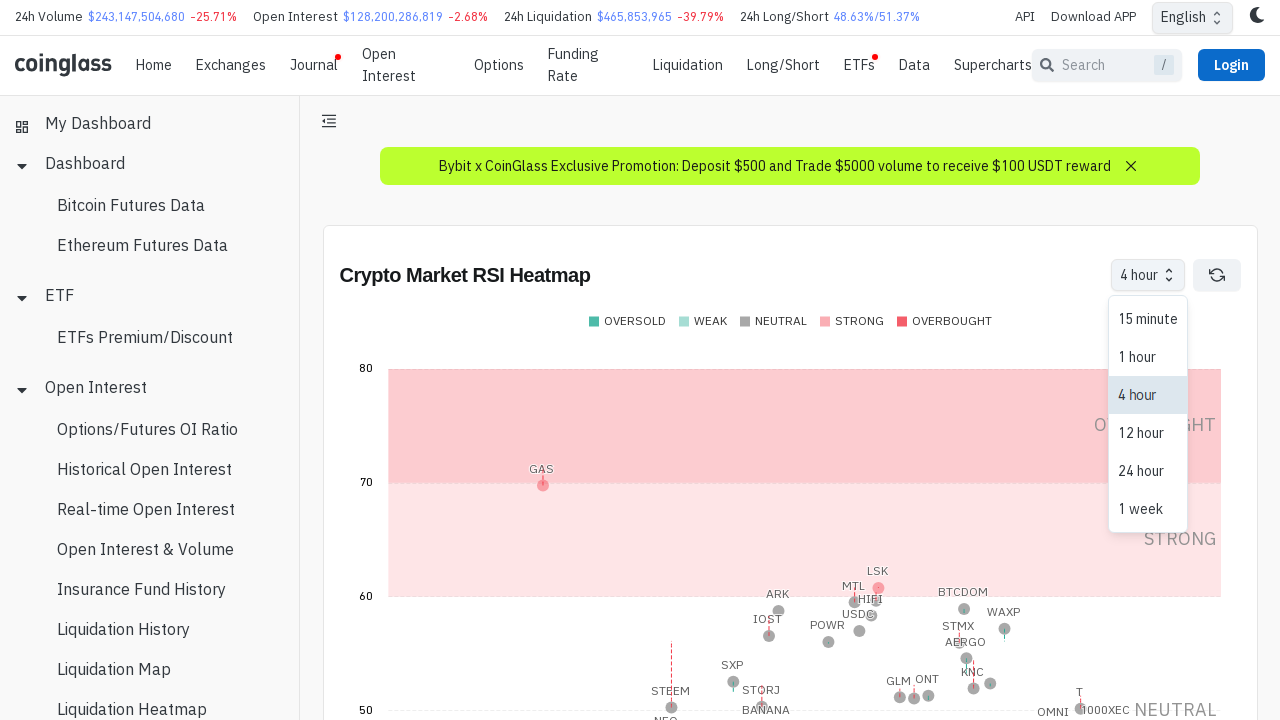 24h Volume $243,147,504,680 -25.71% Open Interest $128,200,286,819 -2.68% 24h Liquidation $465,853,965 -39.79% 24h Long/Short 48.63%/51.37% API Download APP English
coinglass Home Exchanges Journal Open Interest Options Funding Rate Liquidation Long/Short ETFs Data Supercharts Search / Login
My Dashboard
Dashboard
Bitcoin Futures Data
Ethereum Futures Data
ETF
ETFs Premium/Discount
Open Interest
Options/Futures OI Ratio
Historical Open Interest
Real-time Open Interest
Open Interest & Volume
Insurance Fund History
Liquidation History
Liquidation Map
Liquidation Heatmap
Bybit x CoinGlass Exclusive Promotion: Deposit $500 and Trade $5000 volume to receive $100 USDT reward
Crypto Market RSI Heatmap
4 hour
15 minute
1 hour
4 hour
12 hour
24 hour
1 week
OVERSOLD WEAK NEUTRAL STRONG OVERBOUGHT
80
70
GAS
STRONG
60
LSK
MTL
ARK
HIFI
BTCDOM
IOST
USDC
POWR
WAXP
STMX
AERGO
SXP
KNC
GLM
ONT
STEEM
STORJ
T
50
BANANA
OMNI
1000XEC
NEUTRAL